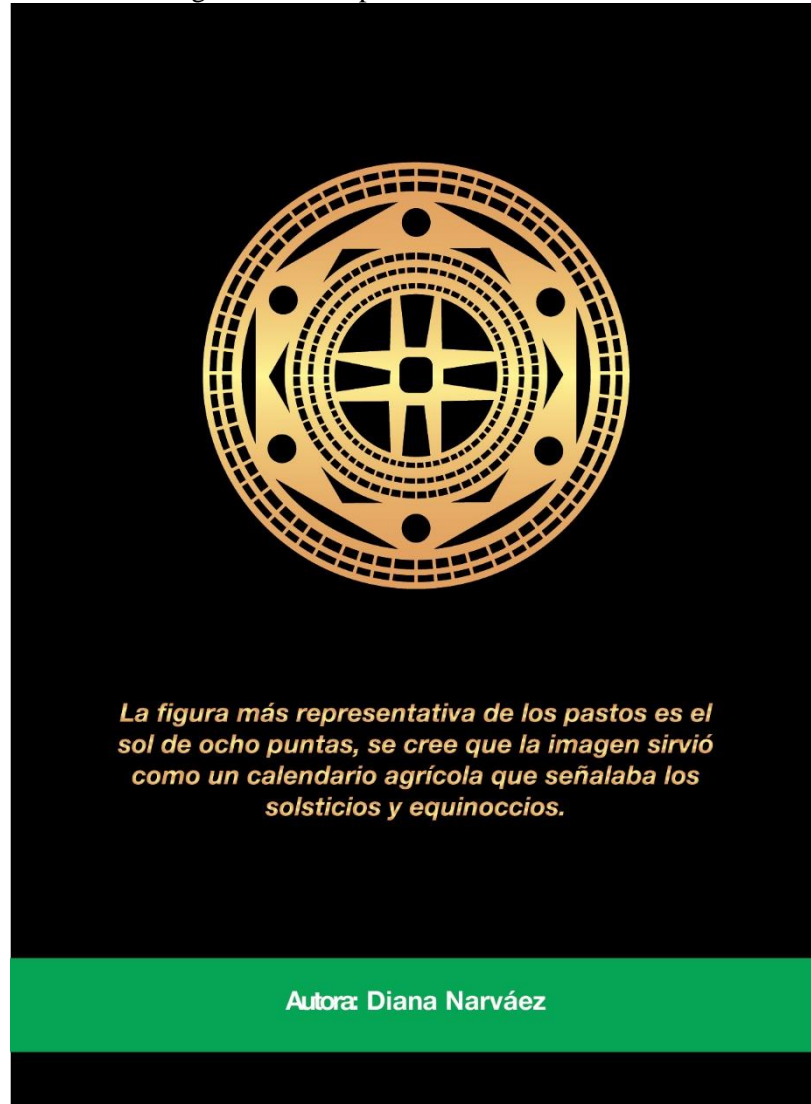 La figura más representativa de los pastos es el
sol de ocho puntas, se cree que la imagen sirvió
como un calendario agrícola que señalaba los
solsticios y equinoccios.
Autora: Diana Narváez